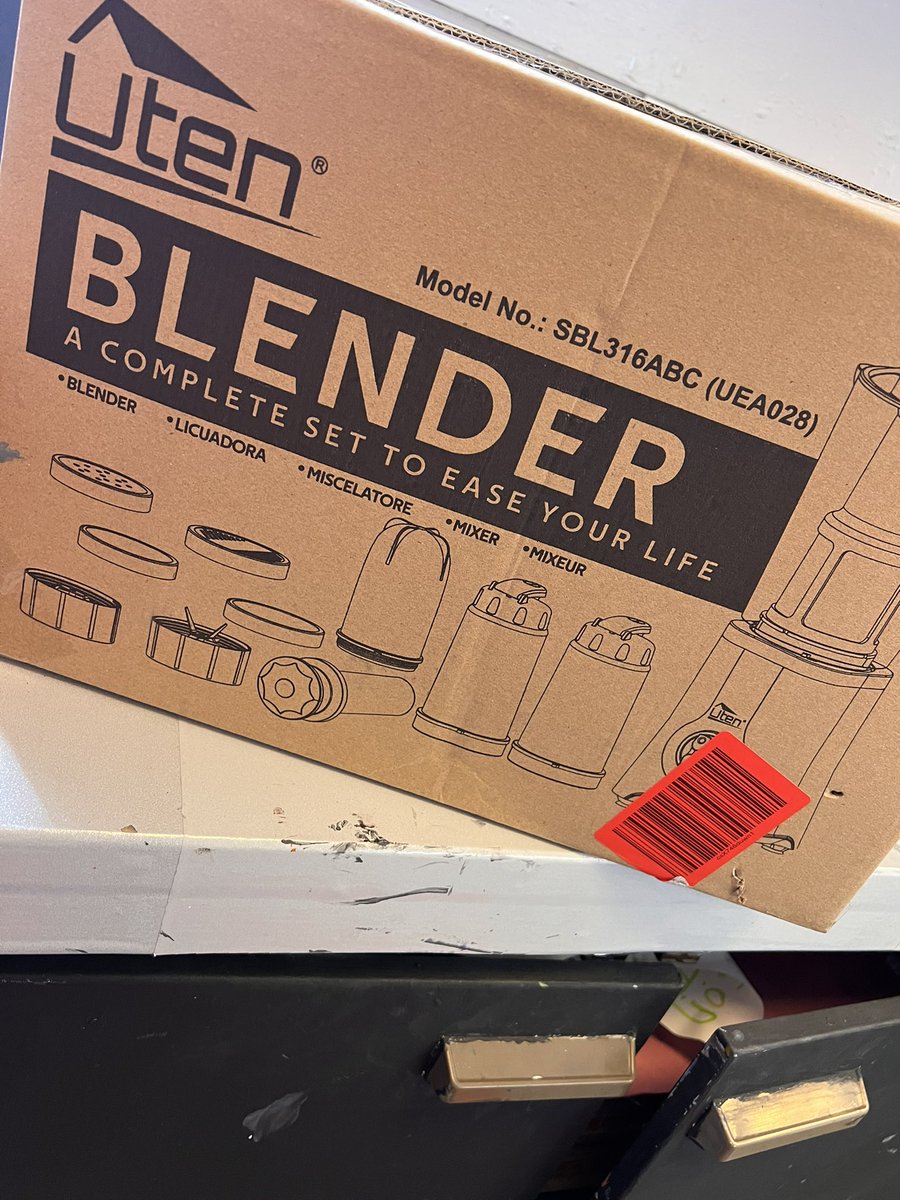 Uten®
BLENDER
A COMPLETE SET TO EASE YOUR LIFE
Model No.: SBL316ABC (UEA028)
•BLENDER
•LICUADORA
•MISCELATORE
•MIXER
•MIXEUR
Uten